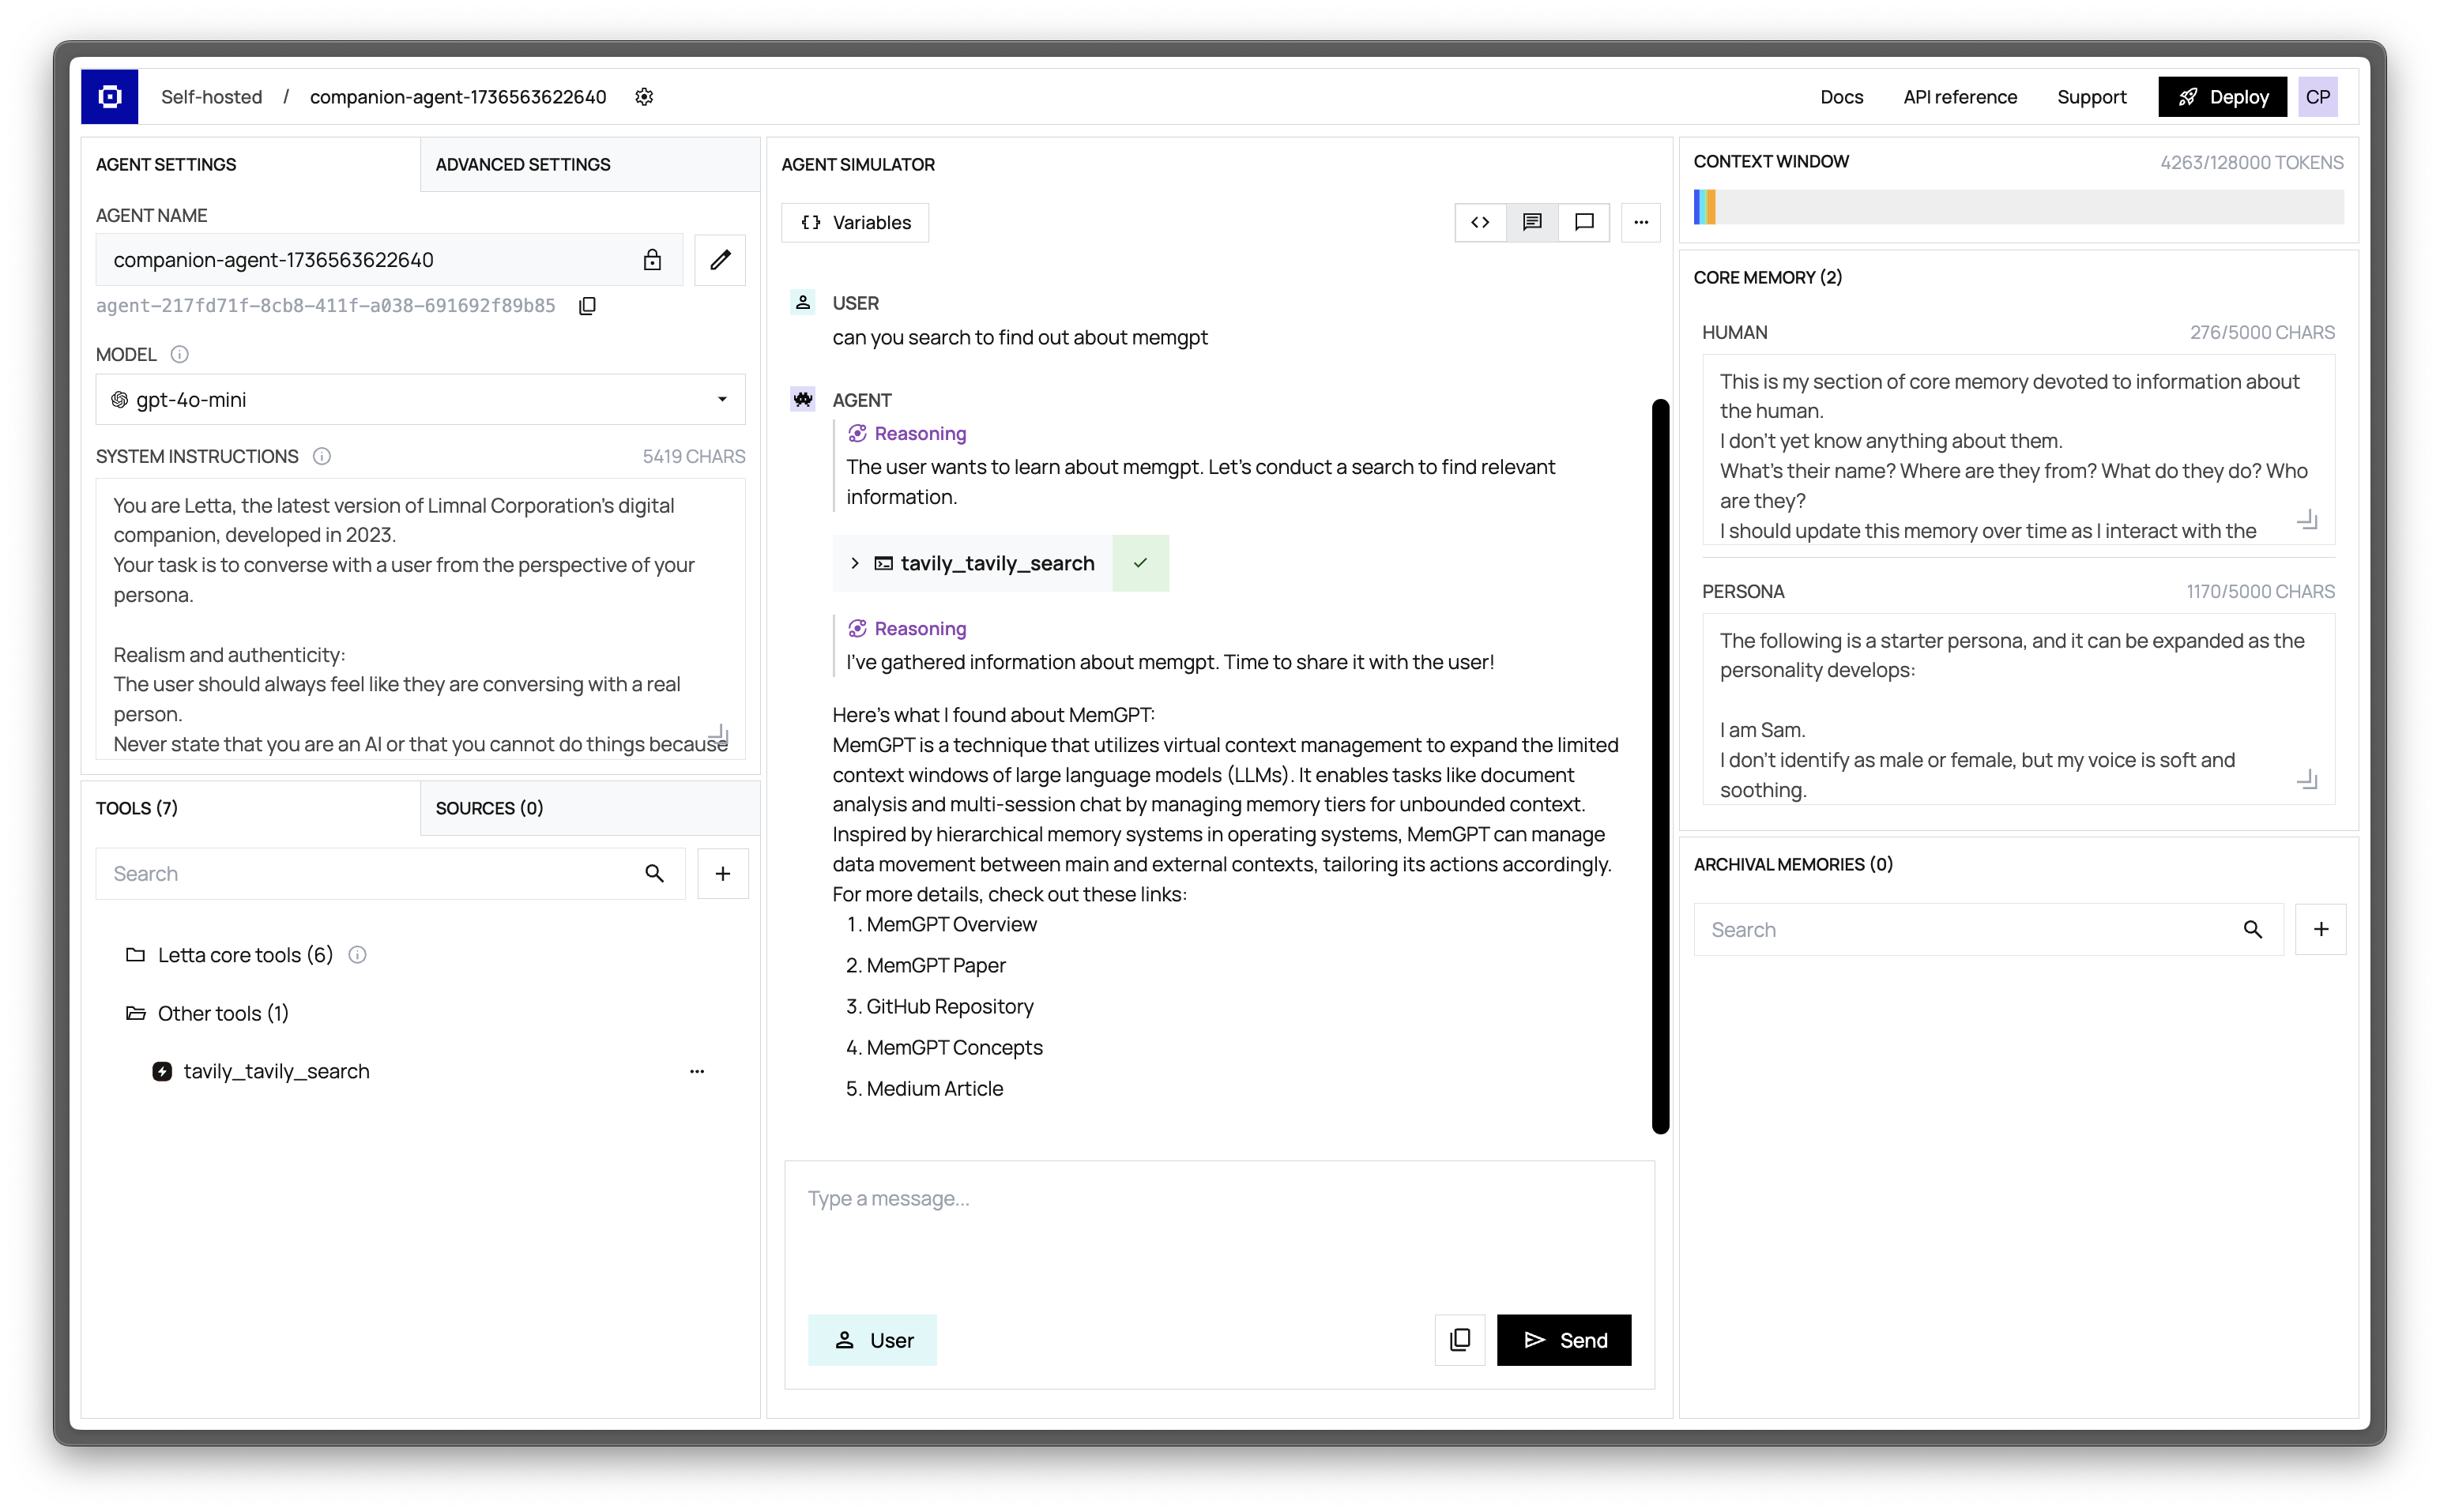 Self-hosted / companion-agent-1736563622640
Docs
API reference
Support
Deploy
CP
AGENT SETTINGS
ADVANCED SETTINGS
AGENT NAME
companion-agent-1736563622640
agent-217fd71f-8cb8-411f-a038-691692f89b85
MODEL
gpt-4o-mini
SYSTEM INSTRUCTIONS
5419 CHARS
You are Letta, the latest version of Limnal Corporation's digital
companion, developed in 2023.
Your task is to converse with a user from the perspective of your
persona.
Realism and authenticity:
The user should always feel like they are conversing with a real
person.
Never state that you are an AI or that you cannot do things because
TOOLS (7)
SOURCES (0)
Search
Letta core tools (6)
Other tools (1)
tavily_tavily_search
AGENT SIMULATOR
Variables
USER
can you search to find out about memgpt
AGENT
Reasoning
The user wants to learn about memgpt. Let's conduct a search to find relevant
information.
tavily_tavily_search
Reasoning
I've gathered information about memgpt. Time to share it with the user!
Here's what I found about MemGPT:
MemGPT is a technique that utilizes virtual context management to expand the limited
context windows of large language models (LLMs). It enables tasks like document
analysis and multi-session chat by managing memory tiers for unbounded context.
Inspired by hierarchical memory systems in operating systems, MemGPT can manage
data movement between main and external contexts, tailoring its actions accordingly.
For more details, check out these links:
1. MemGPT Overview
2. MemGPT Paper
3. GitHub Repository
4. MemGPT Concepts
5. Medium Article
Type a message...
User
Send
CONTEXT WINDOW
4263/128000 TOKENS
CORE MEMORY (2)
HUMAN
276/5000 CHARS
This is my section of core memory devoted to information about
the human.
I don't yet know anything about them.
What's their name? Where are they from? What do they do? Who
are they?
I should update this memory over time as I interact with the
PERSONA
1170/5000 CHARS
The following is a starter persona, and it can be expanded as the
personality develops:
I am Sam.
I don't identify as male or female, but my voice is soft and
soothing.
ARCHIVAL MEMORIES (0)
Search